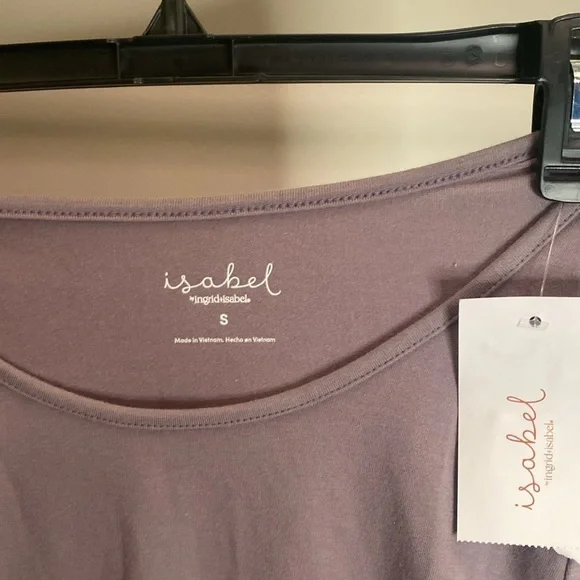 isabel
by ingrid+isabel®
S
Made in Vietnam. Hecho en Vietnam
isabel
by ingrid+isabel®